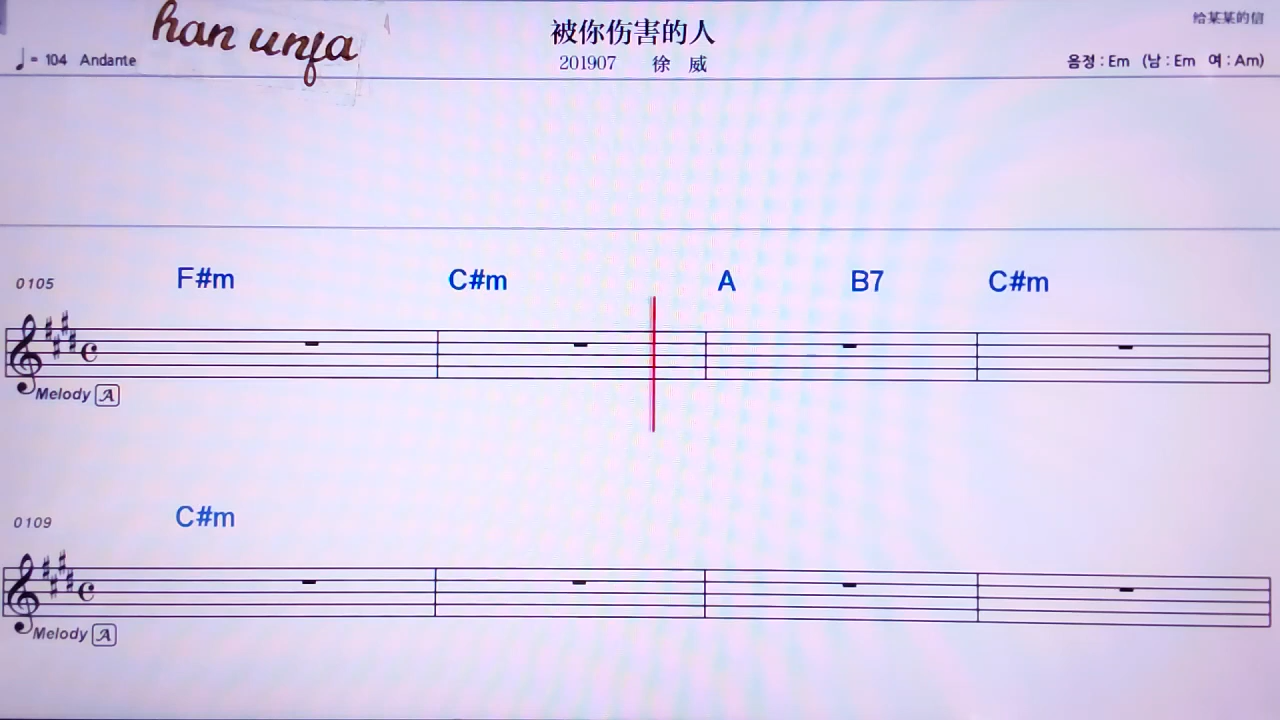 han unfa
被你伤害的人
给某某的信
♩= 104 Andante
201907 徐 威
음정 : Em (남 : Em 여 : Am)
F#m C#m A B7 C#m
0105
Melody A
C#m
0109
Melody A